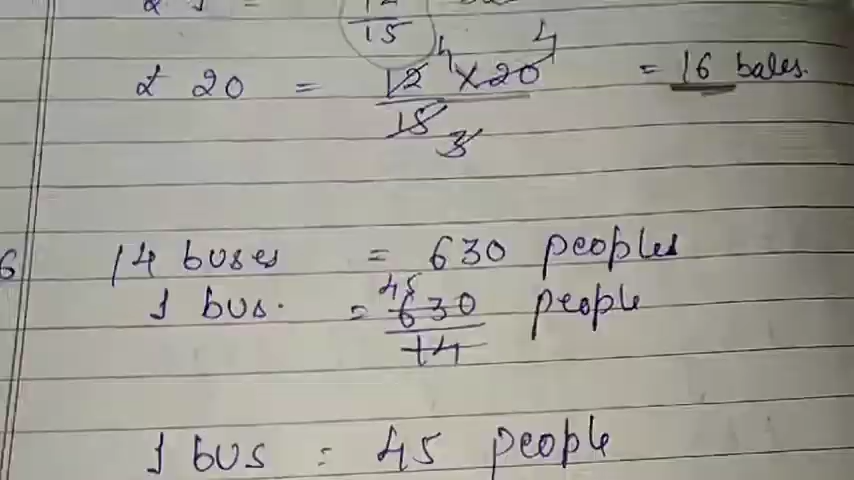 15
4 4
12 × 20 
₹ 20 = = 16 bales.
15
3
6 14 buses = 630 peoples
45
1 bus. = 630 people
14
1 bus = 45 people